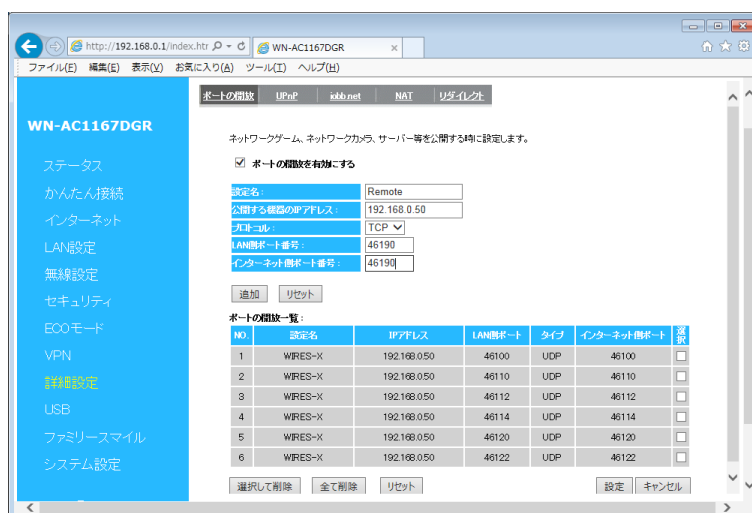 http://192.168.0.1/index.htr
WN-AC1167DGR
ファイル(F) 編集(E) 表示(V) お気に入り(A) ツール(T) ヘルプ(H)
ポートの開放 UPnP iobb.net NAT リダイレクト
WN-AC1167DGR
ステータス
かんたん接続
インターネット
LAN設定
無線設定
セキュリティ
ECOモード
VPN
詳細設定
USB
ファミリースマイル
システム設定
ネットワークゲーム、ネットワークカメラ、サーバー等を公開する時に設定します。
ポートの開放を有効にする
設定名 : Remote
公開する機器のIPアドレス : 192.168.0.50
プロトコル : TCP
LAN側ポート番号 : 46190
インターネット側ポート番号 : 46190
追加 リセット
ポートの開放一覧 :
NO. 設定名 IPアドレス LAN側ポート タイプ インターネット側ポート 選択
1 WIRES-X 192.168.0.50 46100 UDP 46100
2 WIRES-X 192.168.0.50 46110 UDP 46110
3 WIRES-X 192.168.0.50 46112 UDP 46112
4 WIRES-X 192.168.0.50 46114 UDP 46114
5 WIRES-X 192.168.0.50 46120 UDP 46120
6 WIRES-X 192.168.0.50 46122 UDP 46122
選択して削除 全て削除 リセット 設定 キャンセル